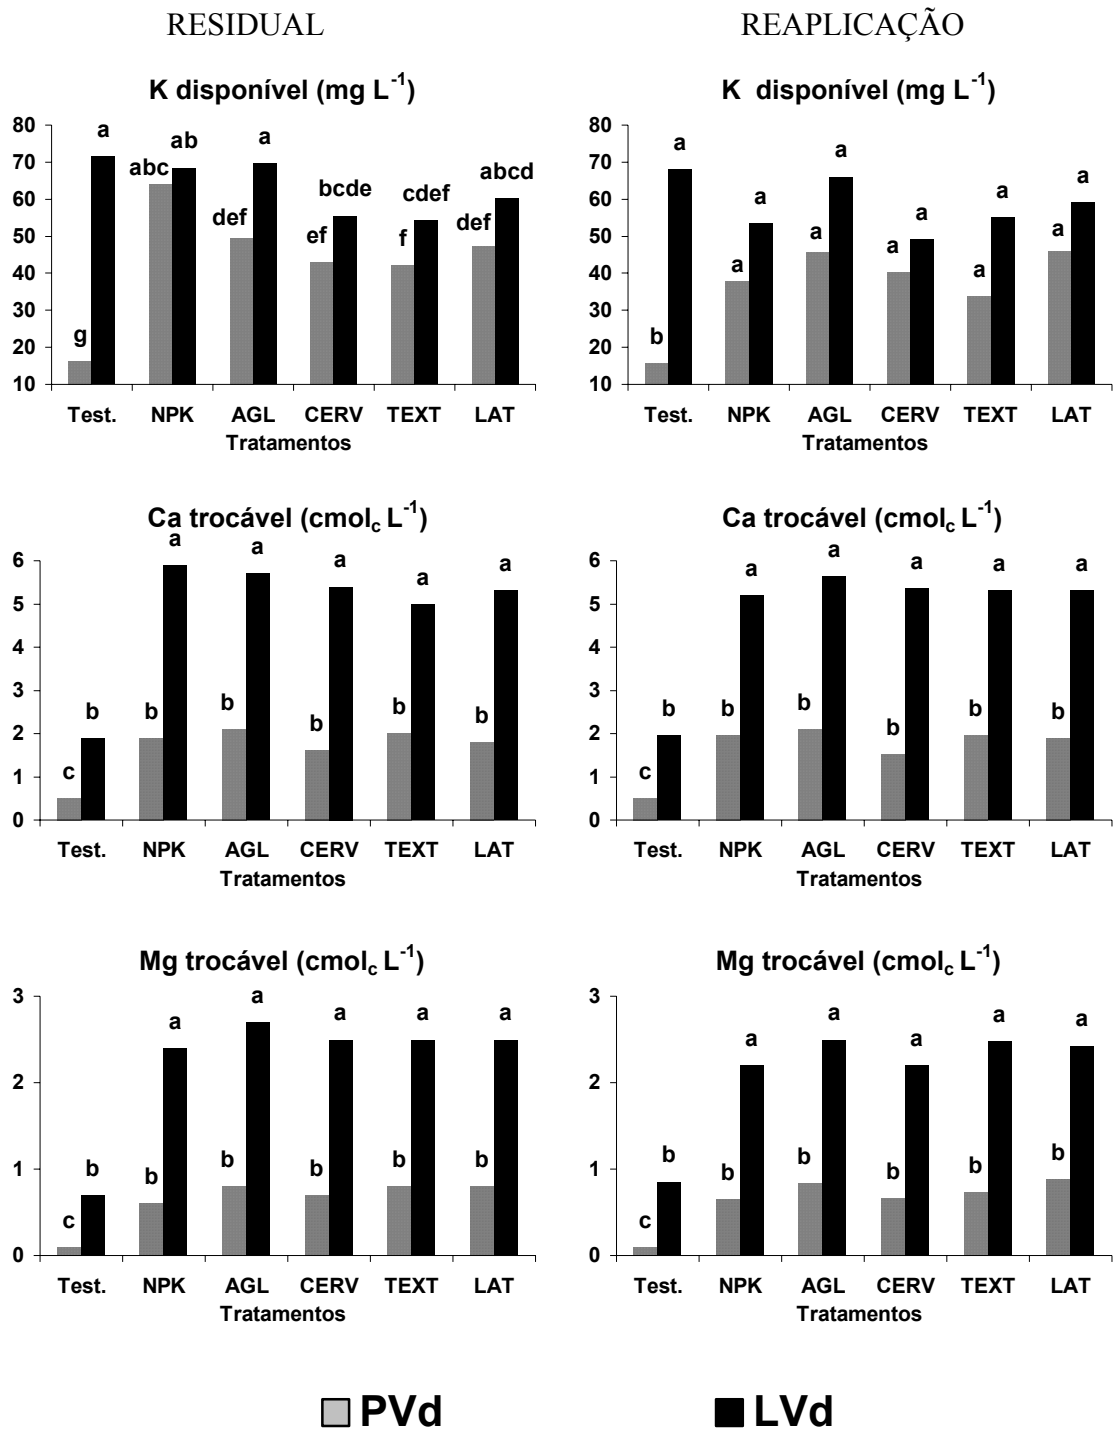 RESIDUAL
REAPLICAÇÃO
K disponível (mg L-1)
80
70
60
50
40
30
20
10
g
a
abc
ab
def
a
ef
bcde
f
cdef
def
abcd
Test. NPK AGL CERV TEXT LAT
Tratamentos
K disponível (mg L-1)
80
70
60
50
40
30
20
10
b
a
a
a
a
a
a
a
a
a
a
a
Test. NPK AGL CERV TEXT LAT
Tratamentos
Ca trocável (cmolc L-1)
6
5
4
3
2
1
0
c
b
b
a
b
a
b
a
b
a
b
a
Test. NPK AGL CERV TEXT LAT
Tratamentos
Ca trocável (cmolc L-1)
6
5
4
3
2
1
0
c
b
b
a
b
a
b
a
b
a
b
a
Test. NPK AGL CERV TEXT LAT
Tratamentos
Mg trocável (cmolc L-1)
3
2
1
0
c
b
b
a
b
a
b
a
b
a
b
a
Test. NPK AGL CERV TEXT LAT
Tratamentos
Mg trocável (cmolc L-1)
3
2
1
0
c
b
b
a
b
a
b
a
b
a
b
a
Test. NPK AGL CERV TEXT LAT
Tratamentos
PVd
LVd